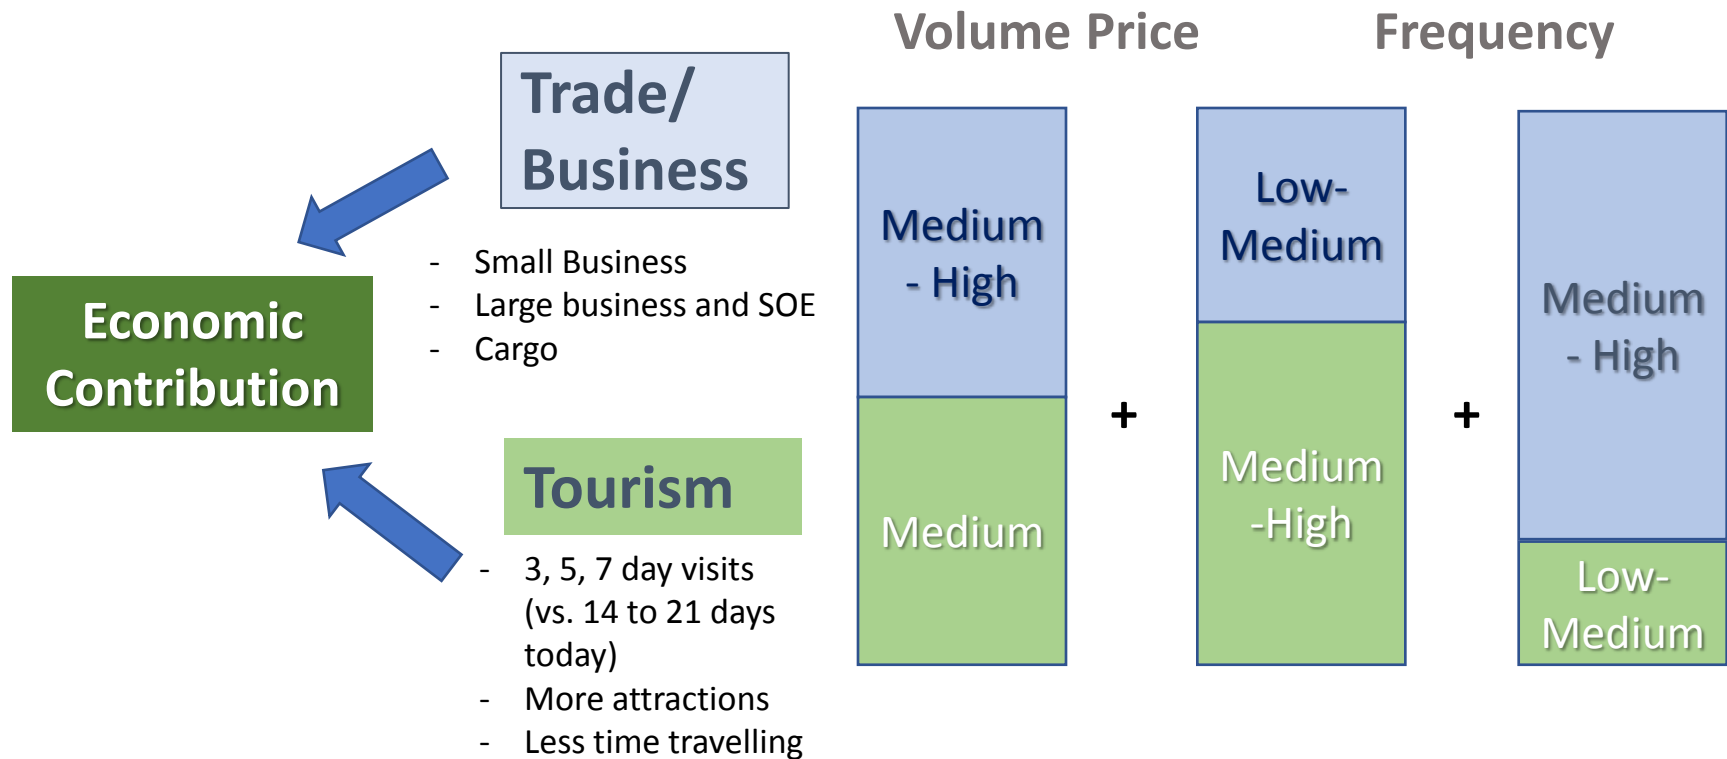 Volume Price
Frequency
Trade/
Business
- Small Business
- Large business and SOE
- Cargo
Economic
Contribution
Tourism
- 3, 5, 7 day visits
(vs. 14 to 21 days
today)
- More attractions
- Less time travelling
Medium
- High
Medium
+
Low-
Medium
Medium
-High
+
Medium
- High
Low-
Medium